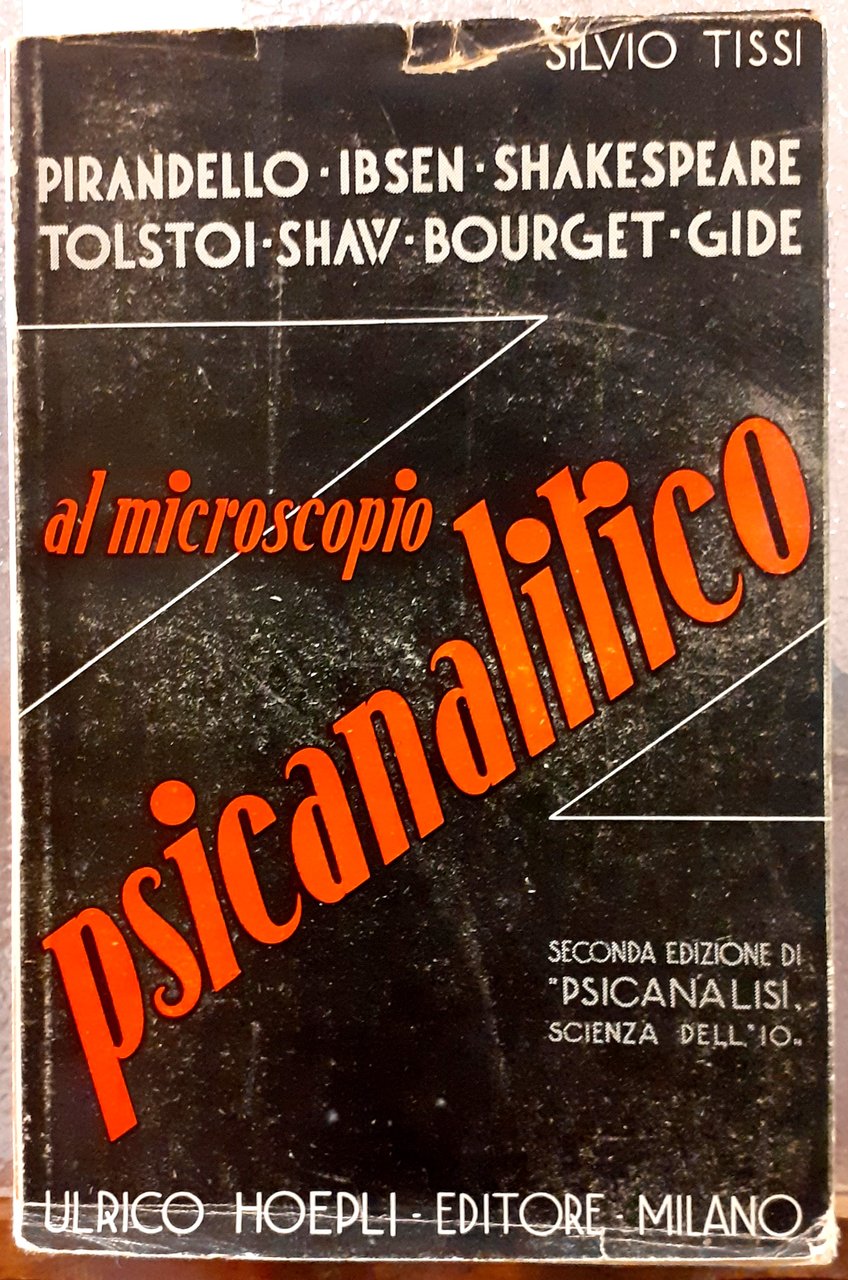 SILVIO TISSI
PIRANDELLO · IBSEN · SHAKESPEARE
TOLSTOI · SHAW · BOURGET · GIDE
al microscopio
psicanalitico
SECONDA EDIZIONE DI
"PSICANALISI,
SCIENZA DELL'IO„
ULRICO HOEPLI - EDITORE - MILANO